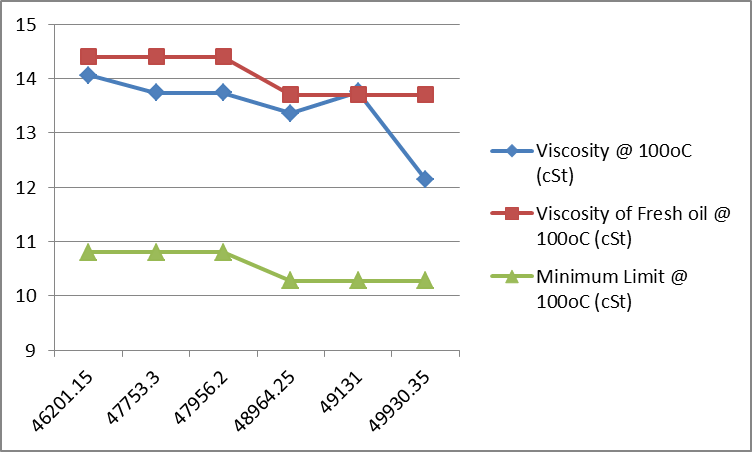 15
14
13
12
11
10
9
46201.15
47753.3
47956.2
48964.25
49131
49930.35
Viscosity @ 100oC
(cSt)
Viscosity of Fresh oil @
100oC (cSt)
Minimum Limit @
100oC (cSt)